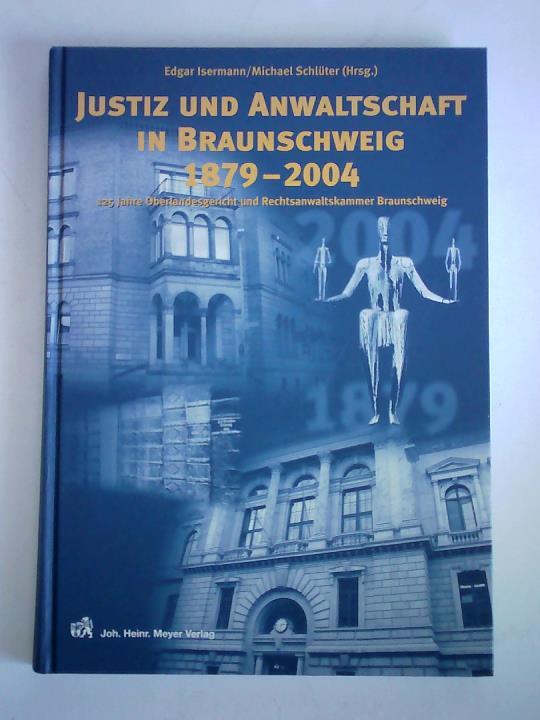 Edgar Isermann/Michael Schlüter (Hrsg.)
JUSTIZ UND ANWALTSCHAFT
IN BRAUNSCHWEIG
1879 – 2004
125 Jahre Oberlandesgericht und Rechtsanwaltskammer Braunschweig
2004
1879
Joh. Heinr. Meyer Verlag